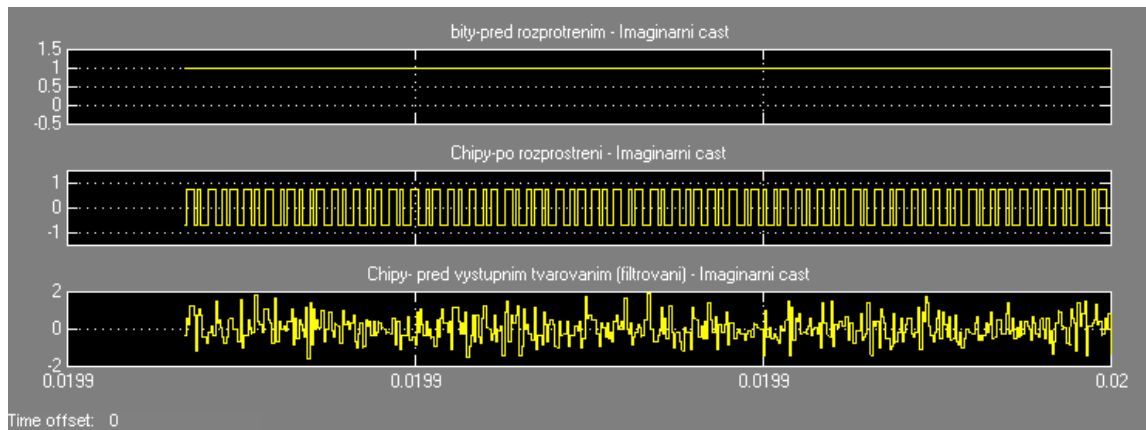 bity-pred rozprotrenim - Imaginarni cast
1.5
1
0.5
0
-0.5
Chipy-po rozprostreni - Imaginarni cast
1
0
-1
Chipy- pred vystupnim tvarovanim (filtrovani) - Imaginarni cast
2
0
-2
0.0199 0.0199 0.0199 0.02
Time offset: 0